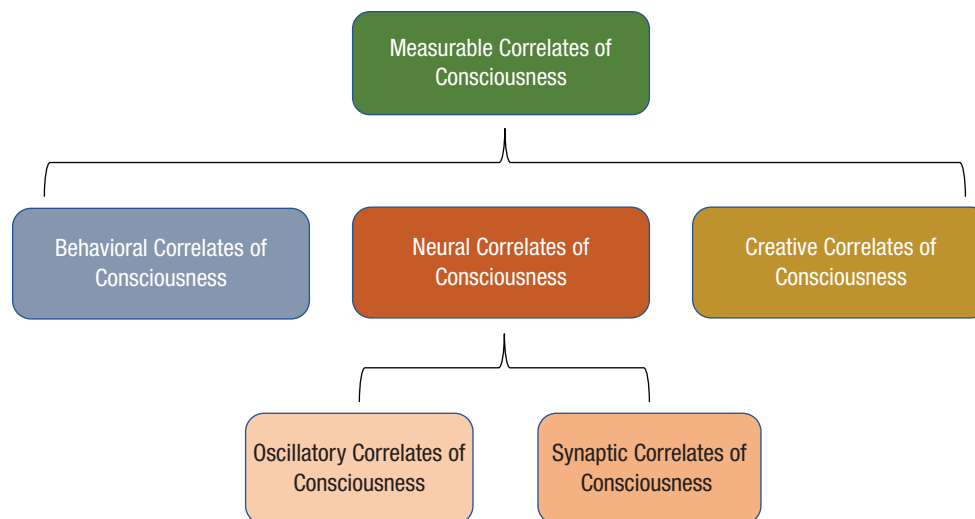 Measurable Correlates of
Consciousness
Behavioral Correlates of
Consciousness
Neural Correlates of
Consciousness
Creative Correlates of
Consciousness
Oscillatory Correlates of
Consciousness
Synaptic Correlates of
Consciousness